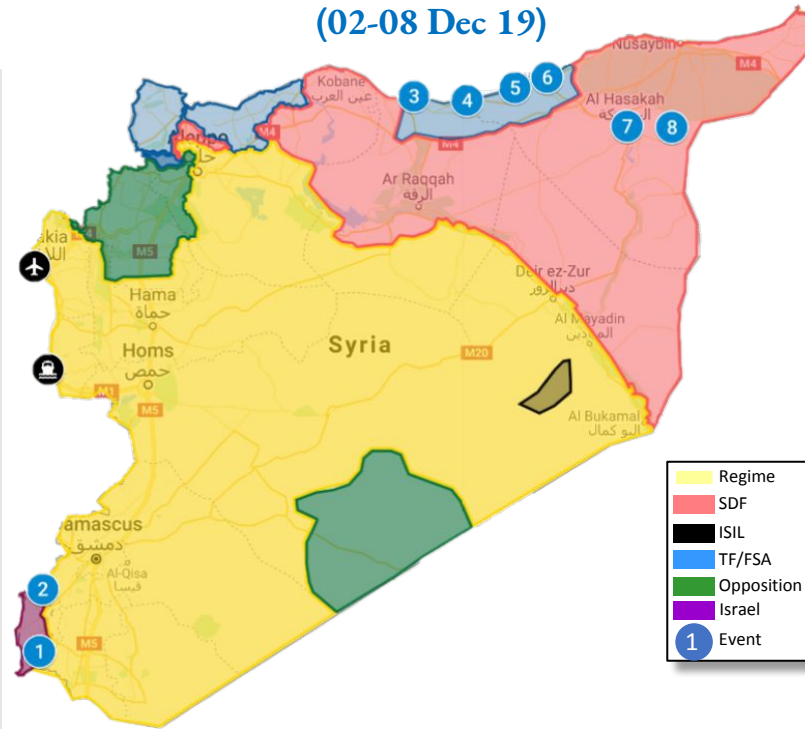 (02-08 Dec 19)
Nusaybin
M4
Kobane
عين العرب
3
4
5
6
Al Hasakah
7
8
M4
M4
حلب
Ar Raqqah
الرقة
M5
Hama
حماة
Deir ez-Zur
دير الزور
Al Mayadin
الميادين
Homs
حمص
Syria
M20
M1
M5
Al Bukamal
البو كمال
amascus
دمشق
Al-Qisa
قيسا
2
1
M5
Regime
SDF
ISIL
TF/FSA
Opposition
Israel
1 Event